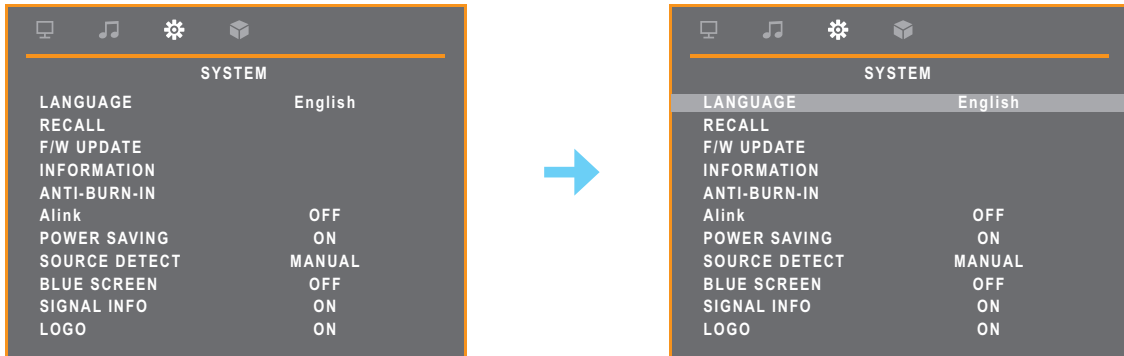 SYSTEM
LANGUAGE English
RECALL
F/W UPDATE
INFORMATION
ANTI-BURN-IN
Alink OFF
POWER SAVING ON
SOURCE DETECT MANUAL
BLUE SCREEN OFF
SIGNAL INFO ON
LOGO ON
SYSTEM
LANGUAGE English
RECALL
F/W UPDATE
INFORMATION
ANTI-BURN-IN
Alink OFF
POWER SAVING ON
SOURCE DETECT MANUAL
BLUE SCREEN OFF
SIGNAL INFO ON
LOGO ON